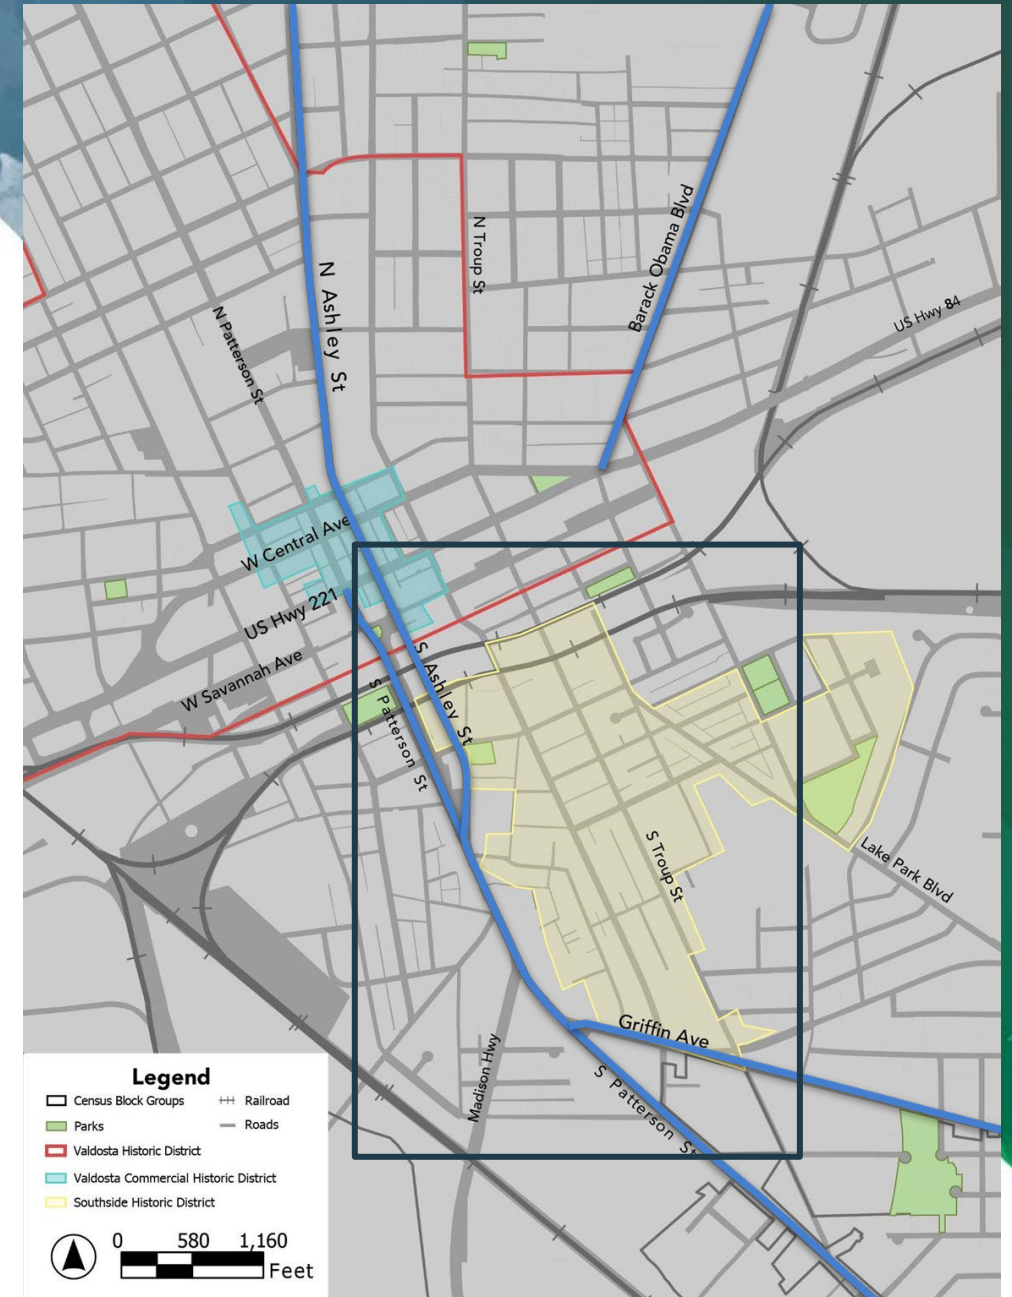 N Troup St
Barack Obama Blvd
N Ashley St
US Hwy 84
N Patterson St
W Central Ave
US Hwy 221
W Savannah Ave
S Ashley St
S Patterson St
S Troup St
Lake Park Blvd
Griffin Ave
Madison Hwy
S Patterson St
Legend
Census Block Groups
Railroad
Parks
Roads
Valdosta Historic District
Valdosta Commercial Historic District
Southside Historic District
0 580 1,160
Feet